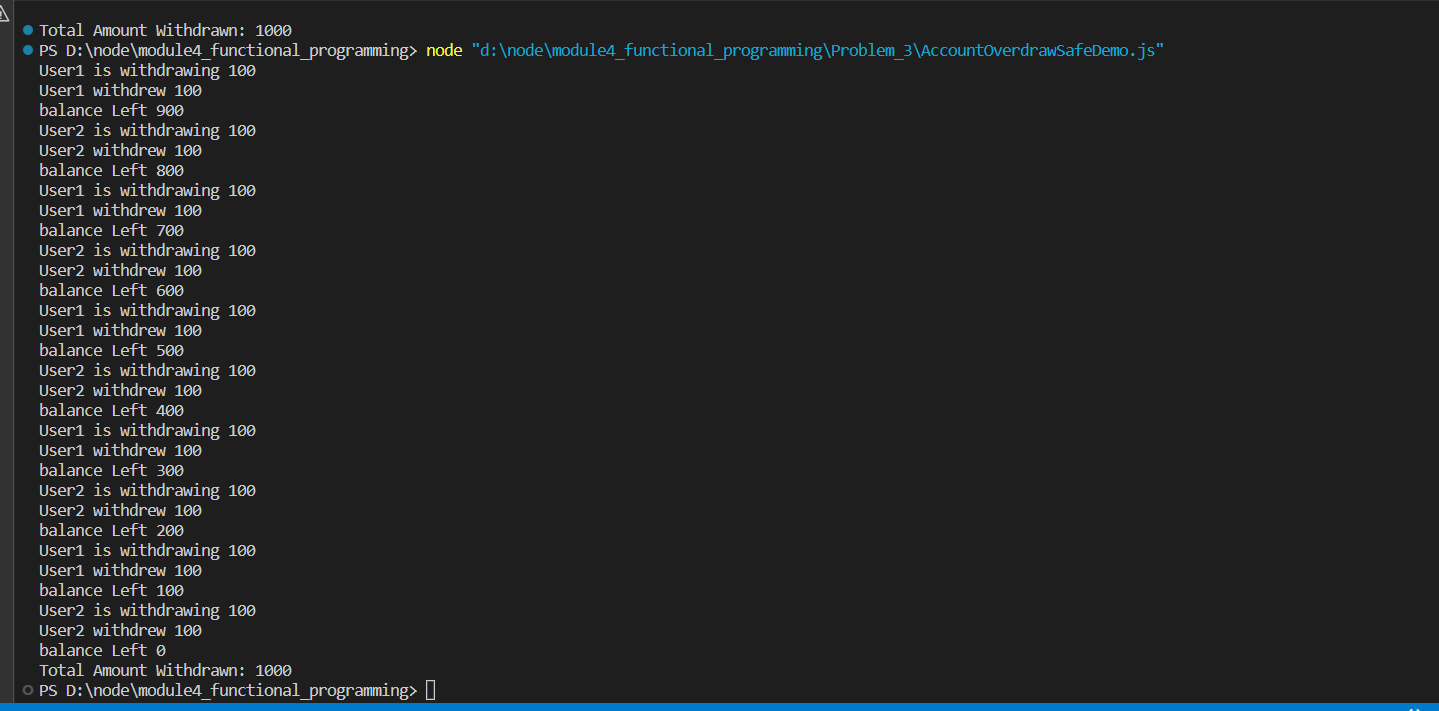 Total Amount Withdrawn: 1000
PS D:\node\module4_functional_programming> node "d:\node\module4_functional_programming\Problem_3\AccountOverdrawSafeDemo.js"
User1 is withdrawing 100
User1 withdrew 100
balance Left 900
User2 is withdrawing 100
User2 withdrew 100
balance Left 800
User1 is withdrawing 100
User1 withdrew 100
balance Left 700
User2 is withdrawing 100
User2 withdrew 100
balance Left 600
User1 is withdrawing 100
User1 withdrew 100
balance Left 500
User2 is withdrawing 100
User2 withdrew 100
balance Left 400
User1 is withdrawing 100
User1 withdrew 100
balance Left 300
User2 is withdrawing 100
User2 withdrew 100
balance Left 200
User1 is withdrawing 100
User1 withdrew 100
balance Left 100
User2 is withdrawing 100
User2 withdrew 100
balance Left 0
Total Amount Withdrawn: 1000
PS D:\node\module4_functional_programming>